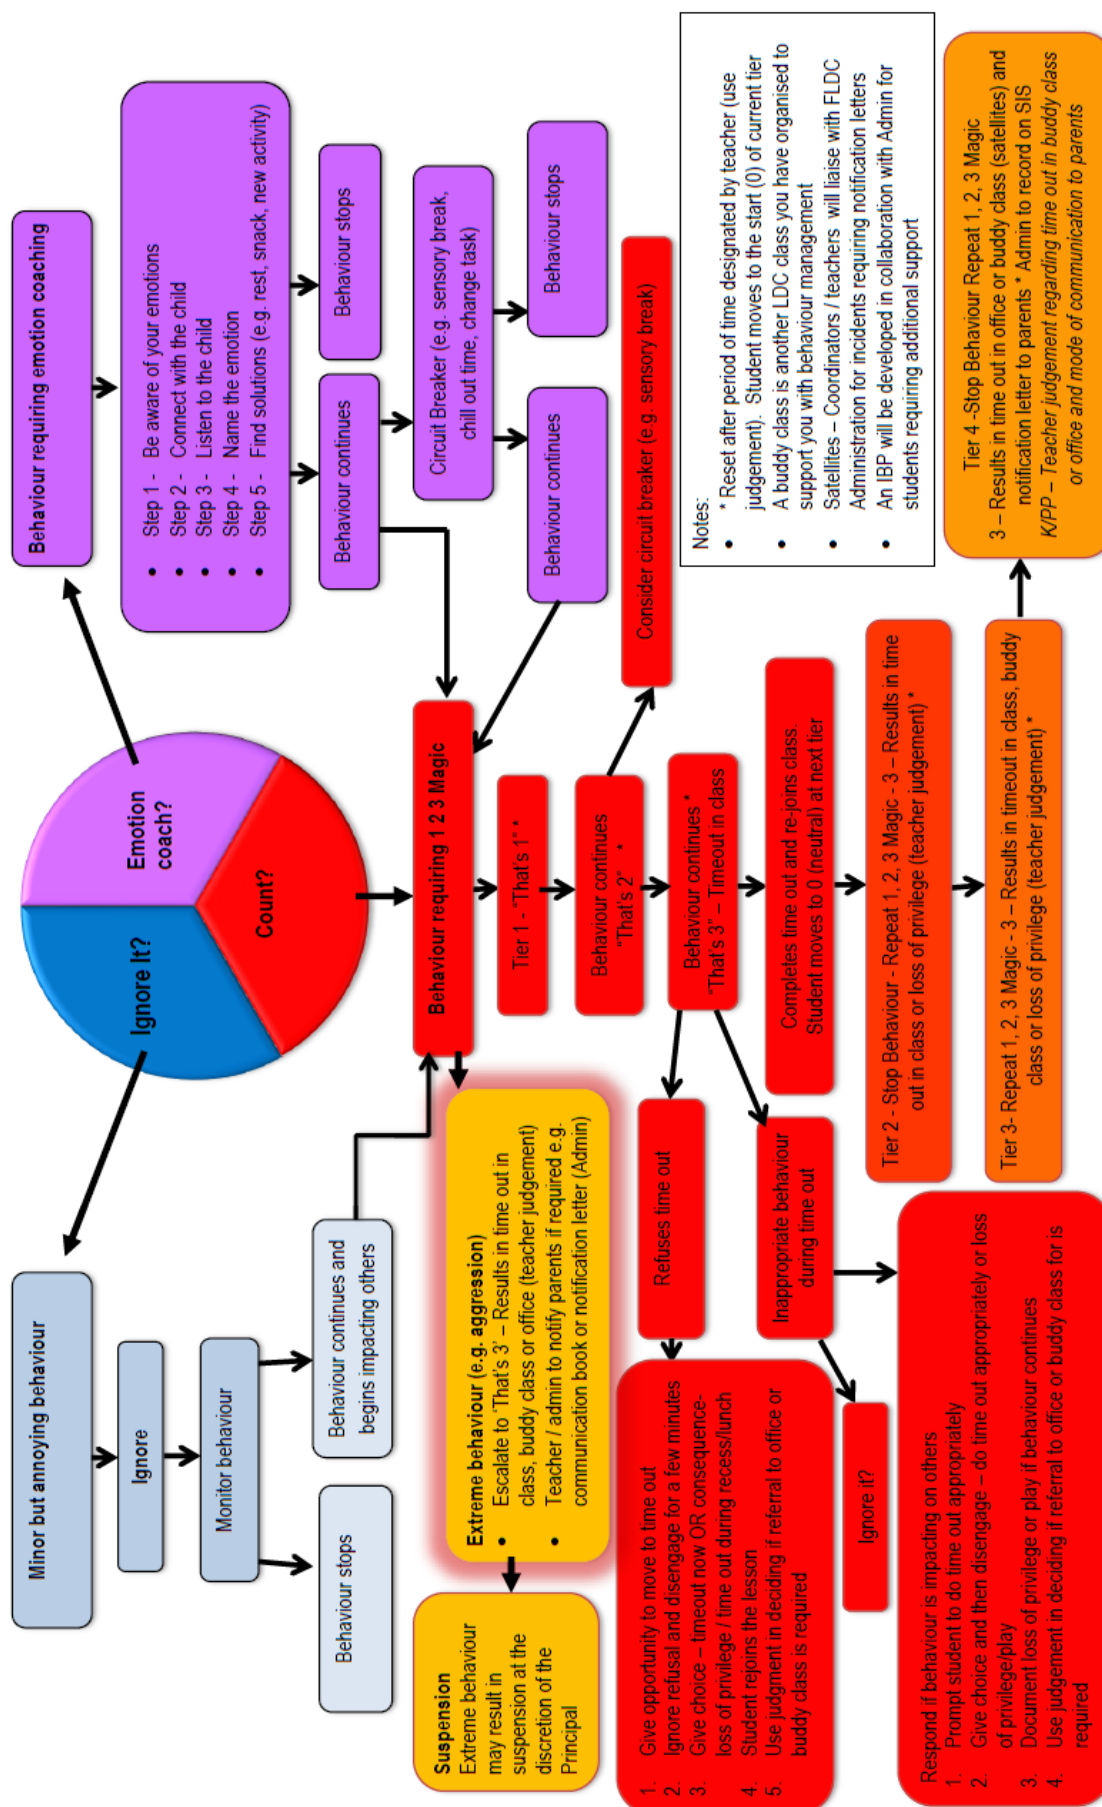 Ignore It?
Emotion
coach?
Count?
Minor but annoying behaviour
Ignore
Monitor behaviour
Behaviour stops
Behaviour continues and
begins impacting others
Behaviour requiring emotion coaching
• Step 1 - Be aware of your emotions
• Step 2 - Connect with the child
• Step 3 - Listen to the child
• Step 4 - Name the emotion
• Step 5 - Find solutions (e.g. rest, snack, new activity)
Behaviour continues
Behaviour stops
Circuit Breaker (e.g. sensory break,
chill out time, change task)
Behaviour continues
Behaviour stops
Behaviour requiring 1 2 3 Magic
Extreme behaviour (e.g. aggression)
• Escalate to ‘That’s 3’ – Results in time out in
class, buddy class or office (teacher judgement)
• Teacher / admin to notify parents if required e.g.
communication book or notification letter (Admin)
Suspension
Extreme behaviour
may result in
suspension at the
discretion of the
Principal
Tier 1 - “That’s 1” *
Behaviour continues
“That’s 2” *
Consider circuit breaker (e.g. sensory break)
Behaviour continues *
“That’s 3” – Timeout in class
Refuses time out
1. Give opportunity to move to time out
2. Ignore refusal and disengage for a few minutes
3. Give choice – timeout now OR consequence-
loss of privilege / time out during recess/lunch
4. Student rejoins the lesson
5. Use judgment in deciding if referral to office or
buddy class is required
Inappropriate behaviour
during time out
Ignore it?
Respond if behaviour is impacting on others
1. Prompt student to do time out appropriately
2. Give choice and then disengage – do time out appropriately or loss
of privilege/play
3. Document loss of privilege or play if behaviour continues
4. Use judgement in deciding if referral to office or buddy class for is
required
Completes time out and re-joins class.
Student moves to 0 (neutral) at next tier
Tier 2 - Stop Behaviour - Repeat 1, 2, 3 Magic - 3 – Results in time
out in class or loss of privilege (teacher judgement) *
Tier 3- Repeat 1, 2, 3 Magic - 3 – Results in timeout in class, buddy
class or loss of privilege (teacher judgement) *
Tier 4 -Stop Behaviour Repeat 1, 2, 3 Magic
3 – Results in time out in office or buddy class (satellites) and
notification letter to parents * Admin to record on SIS
K/PP – Teacher judgement regarding time out in buddy class
or office and mode of communication to parents
Notes:
• * Reset after period of time designated by teacher (use
judgement). Student moves to the start (0) of current tier
• A buddy class is another LDC class you have organised to
support you with behaviour management
• Satellites – Coordinators / teachers will liaise with FLDC
Administration for incidents requiring notification letters
• An IBP will be developed in collaboration with Admin for
students requiring additional support